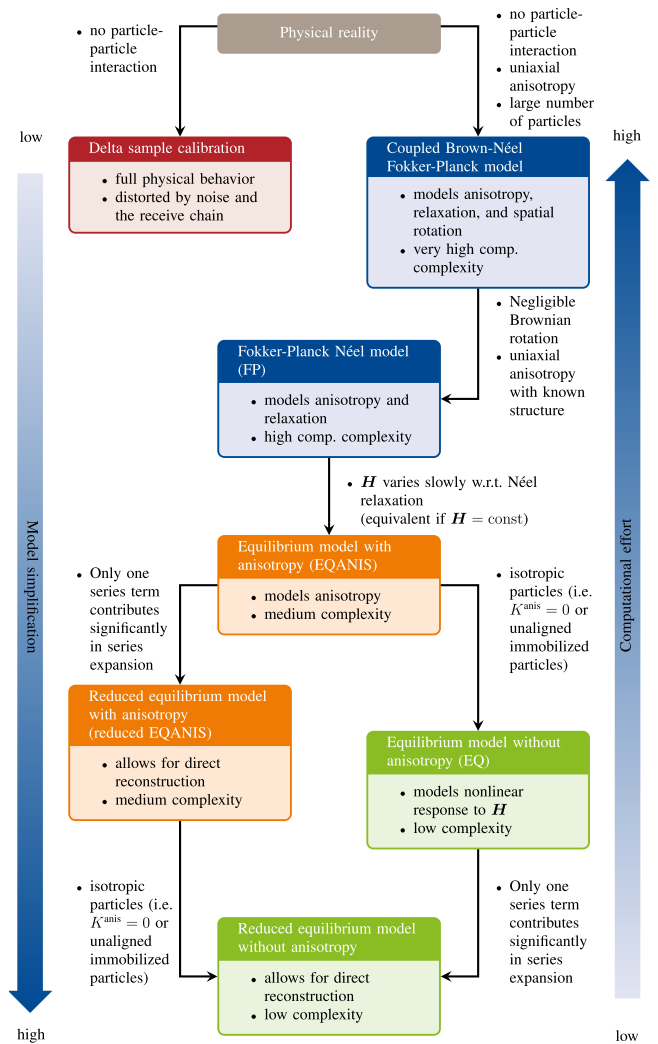 Physical reality
• no particle-
particle
interaction
• no particle-
particle
interaction
• uniaxial
anisotropy
• large number
of particles
low
high
Delta sample calibration
• full physical behavior
• distorted by noise and
the receive chain
Coupled Brown-Néel
Fokker-Planck model
• models anisotropy,
relaxation, and spatial
rotation
• very high comp.
complexity
• Negligible
Brownian
rotation
• uniaxial
anisotropy
with known
structure
Fokker-Planck Néel model
(FP)
• models anisotropy and
relaxation
• high comp. complexity
• H varies slowly w.r.t. Néel
relaxation
(equivalent if H = const)
Model simplification
Computational effort
Equilibrium model with
anisotropy (EQANIS)
• models anisotropy
• medium complexity
• Only one
series term
contributes
significantly
in series
expansion
• isotropic
particles (i.e.
K^anis = 0 or
unaligned
immobilized
particles)
Reduced equilibrium model
with anisotropy
(reduced EQANIS)
• allows for direct
reconstruction
• medium complexity
Equilibrium model without
anisotropy (EQ)
• models nonlinear
response to H
• low complexity
• isotropic
particles (i.e.
K^anis = 0 or
unaligned
immobilized
particles)
• Only one
series term
contributes
significantly
in series
expansion
Reduced equilibrium model
without anisotropy
• allows for direct
reconstruction
• low complexity
high
low